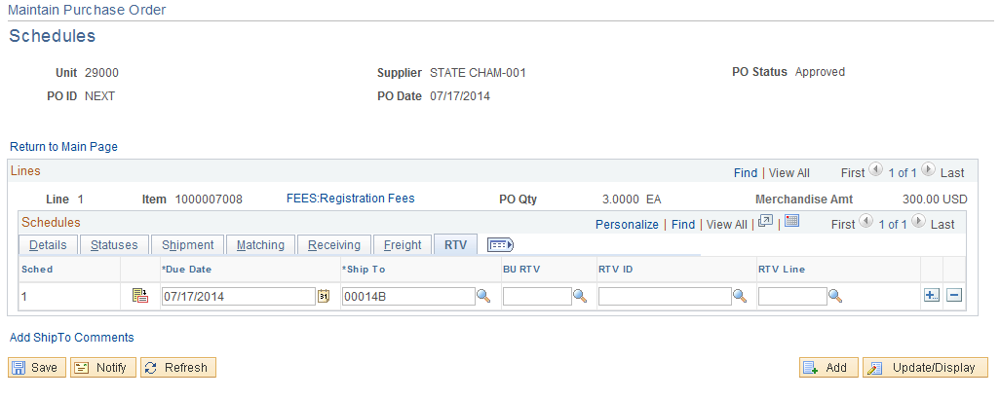 Maintain Purchase Order
Schedules
Unit 29000 Supplier STATE CHAM-001 PO Status Approved
PO ID NEXT PO Date 07/17/2014
Return to Main Page
Lines Find | View All First 1 of 1 Last
Line 1 Item 1000007008 FEES:Registration Fees PO Qty 3.0000 EA Merchandise Amt 300.00 USD
Schedules Personalize | Find | View All | | First 1 of 1 Last
Details Statuses Shipment Matching Receiving Freight RTV
Sched *Due Date *Ship To BU RTV RTV ID RTV Line
1 07/17/2014 31 00014B
Add ShipTo Comments
Save Notify Refresh Add Update/Display